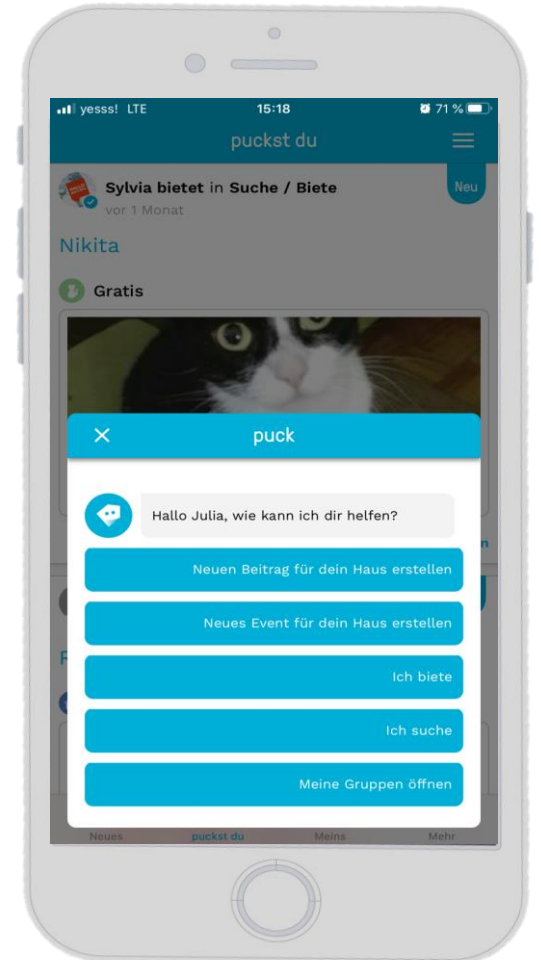 yesss! LTE 15:18 71 %
puckst du
Sylvia bietet in Suche / Biete
Neu
vor 1 Monat
Nikita
Gratis
puck
Hallo Julia, wie kann ich dir helfen?
Neuen Beitrag für dein Haus erstellen
Neues Event für dein Haus erstellen
Ich biete
Ich suche
Meine Gruppen öffnen
Neues puckst du Meins Mehr